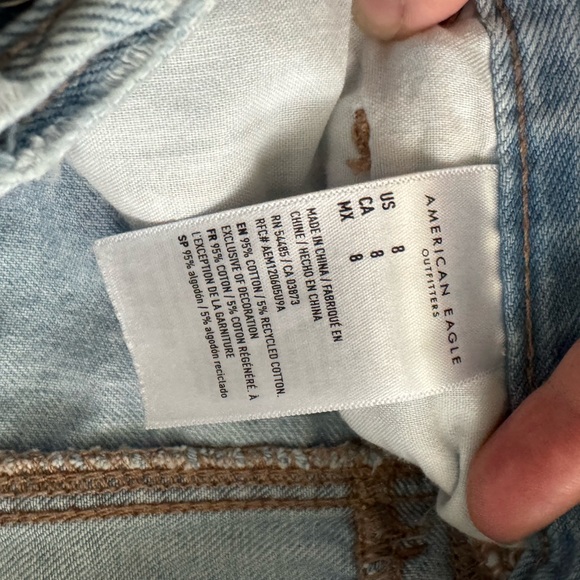 AMERICAN EAGLE
OUTFITTERS
US 8
CA 8
MX 8
MADE IN CHINA / FABRIQUÉ EN
CHINE / HECHO EN CHINA
RN 54485 / CA 03873
RFC# AEM120605U9A
EN 95% COTTON / 5% RECYCLED COTTON.
EXCLUSIVE OF DECORATION
FR 95% COTON / 5% COTON RÉGÉNÉRÉ. À
L'EXCEPTION DE LA GARNITURE
SP 95% algodón / 5% algodón reciclado